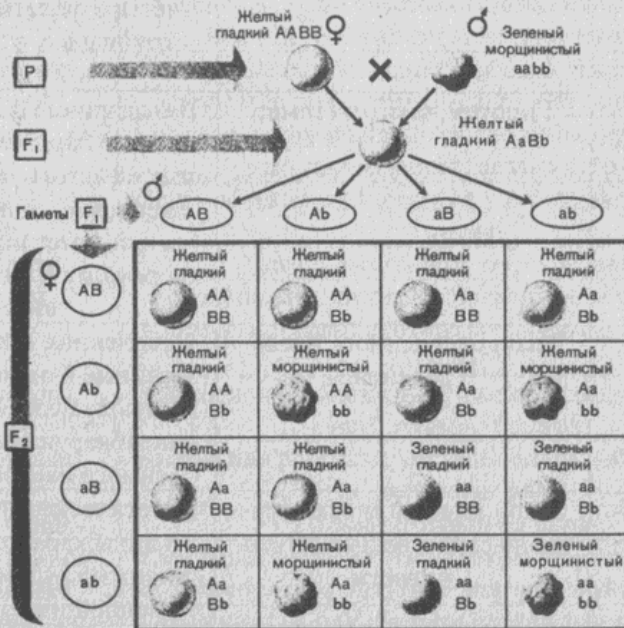 Желтый
гладкий AABB ♀
♂ Зеленый
морщинистый
aabb
P
×
F₁
Желтый
гладкий AaBb
Гаметы F₁ ♂
AB Ab aB ab
♀
F₂
AB
Желтый
гладкий
AA
BB
Желтый
гладкий
AA
Bb
Желтый
гладкий
Aa
BB
Желтый
гладкий
Aa
Bb
Ab
Желтый
гладкий
AA
Bb
Желтый
морщинистый
AA
bb
Желтый
гладкий
Aa
Bb
Желтый
морщинистый
Aa
bb
aB
Желтый
гладкий
Aa
BB
Желтый
гладкий
Aa
Bb
Зеленый
гладкий
aa
BB
Зеленый
гладкий
aa
Bb
ab
Желтый
гладкий
Aa
Bb
Желтый
морщинистый
Aa
bb
Зеленый
гладкий
aa
Bb
Зеленый
морщинистый
aa
bb